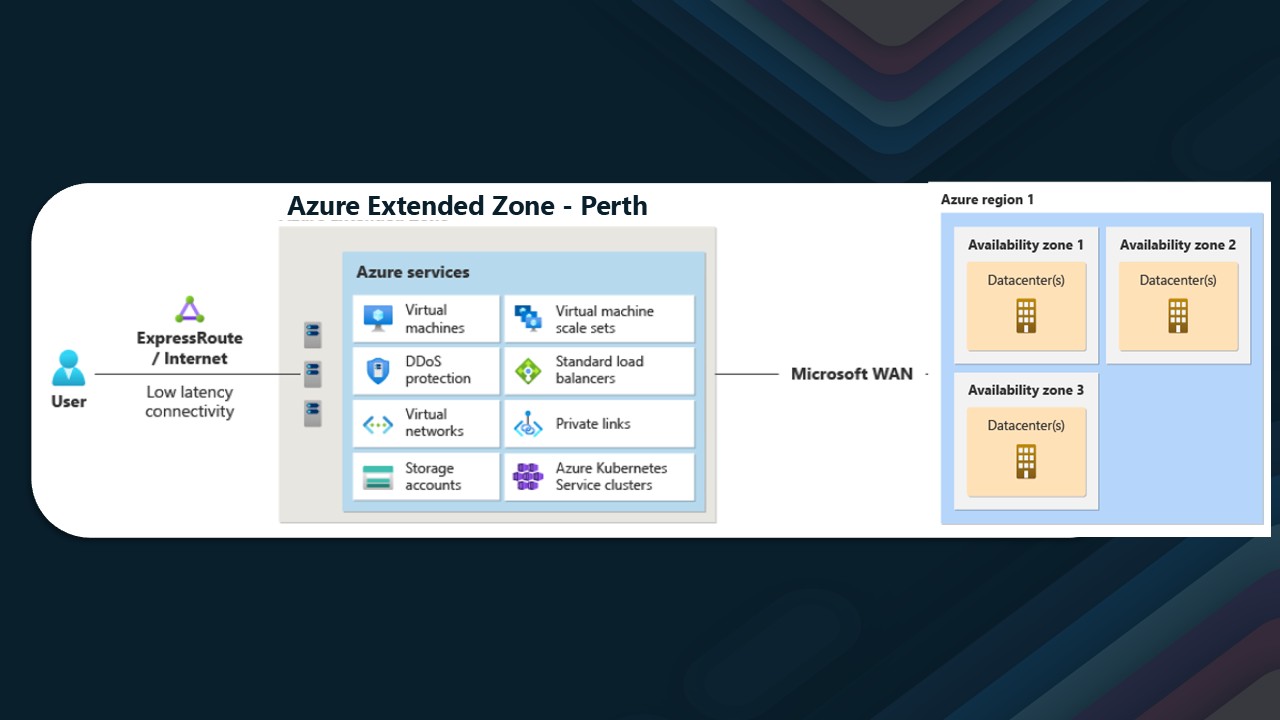 Azure Extended Zone - Perth
Azure services
Virtual
machines
Virtual machine
scale sets
DDoS
protection
Standard load
balancers
Virtual
networks
Private links
Storage
accounts
Azure Kubernetes
Service clusters
ExpressRoute
/ Internet
Low latency
connectivity
User
Microsoft WAN
Azure region 1
Availability zone 1
Datacenter(s)
Availability zone 2
Datacenter(s)
Availability zone 3
Datacenter(s)